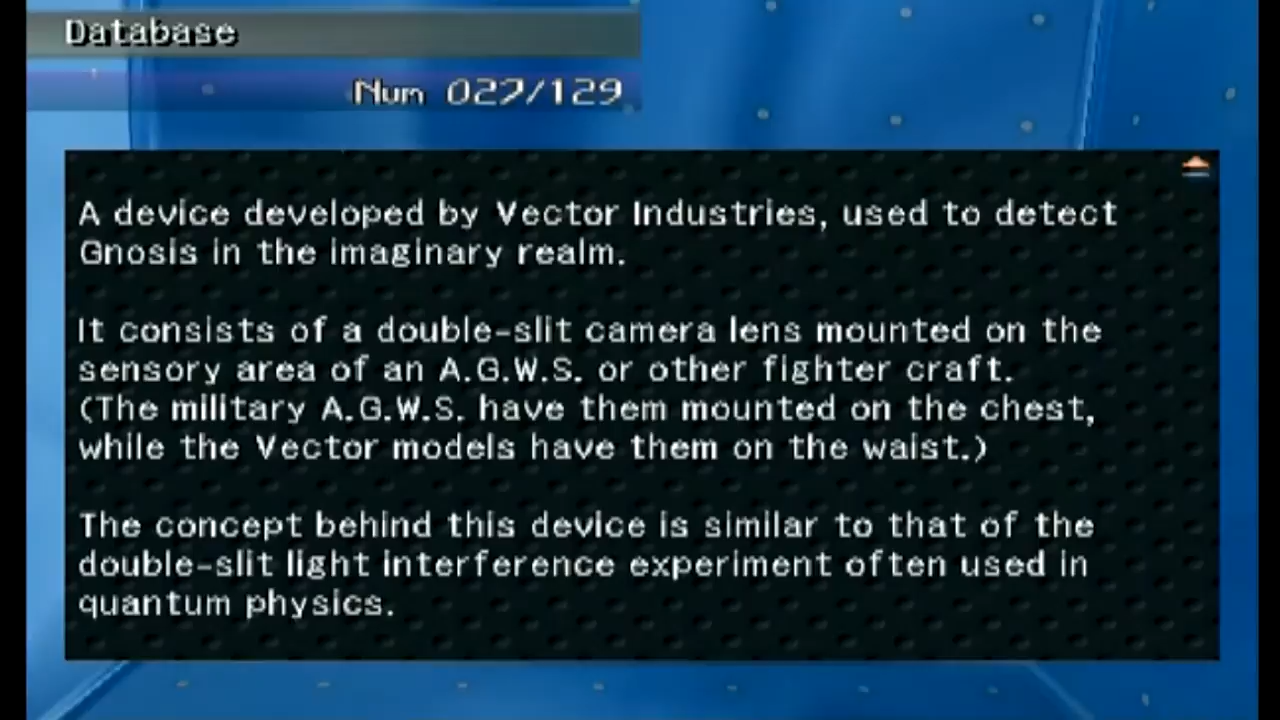 Database
Num 027/129
A device developed by Vector Industries, used to detect
Gnosis in the imaginary realm.
It consists of a double-slit camera lens mounted on the
sensory area of an A.G.W.S. or other fighter craft.
(The military A.G.W.S. have them mounted on the chest,
while the Vector models have them on the waist.)
The concept behind this device is similar to that of the
double-slit light interference experiment often used in
quantum physics.